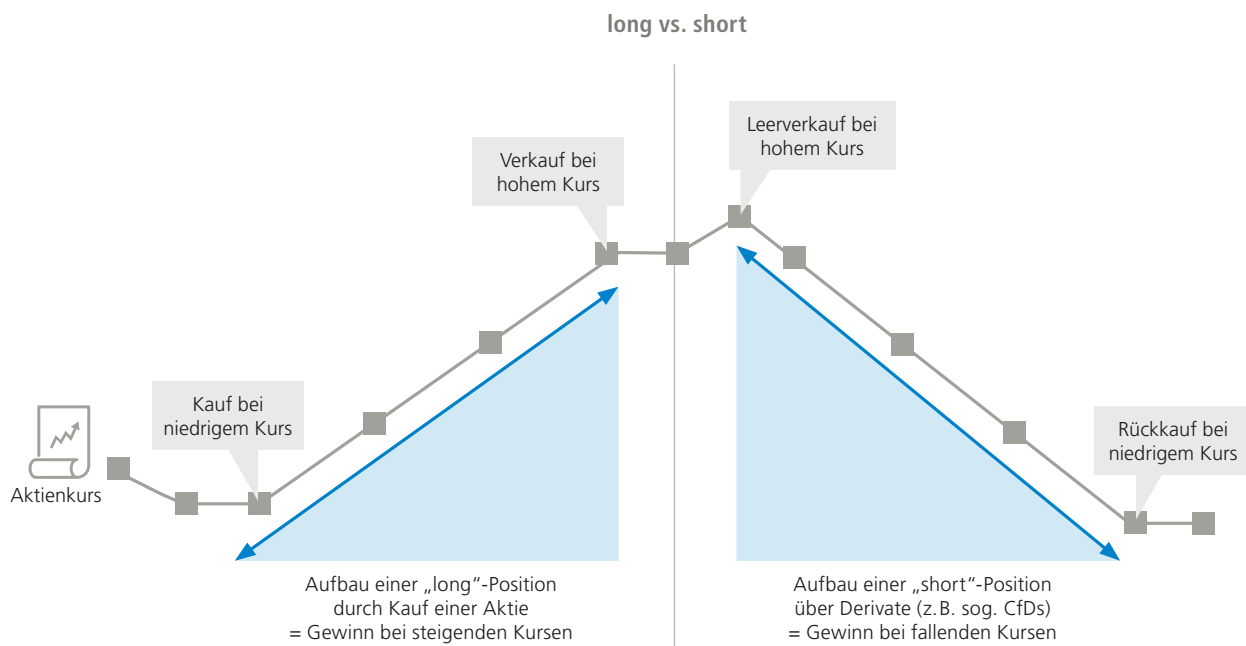 long vs. short
Leerverkauf bei
hohem Kurs
Verkauf bei
hohem Kurs
Kauf bei
niedrigem Kurs
Rückkauf bei
niedrigem Kurs
Aktienkurs
Aufbau einer „long“-Position
durch Kauf einer Aktie
= Gewinn bei steigenden Kursen
Aufbau einer „short“-Position
über Derivate (z. B. sog. CfDs)
= Gewinn bei fallenden Kursen